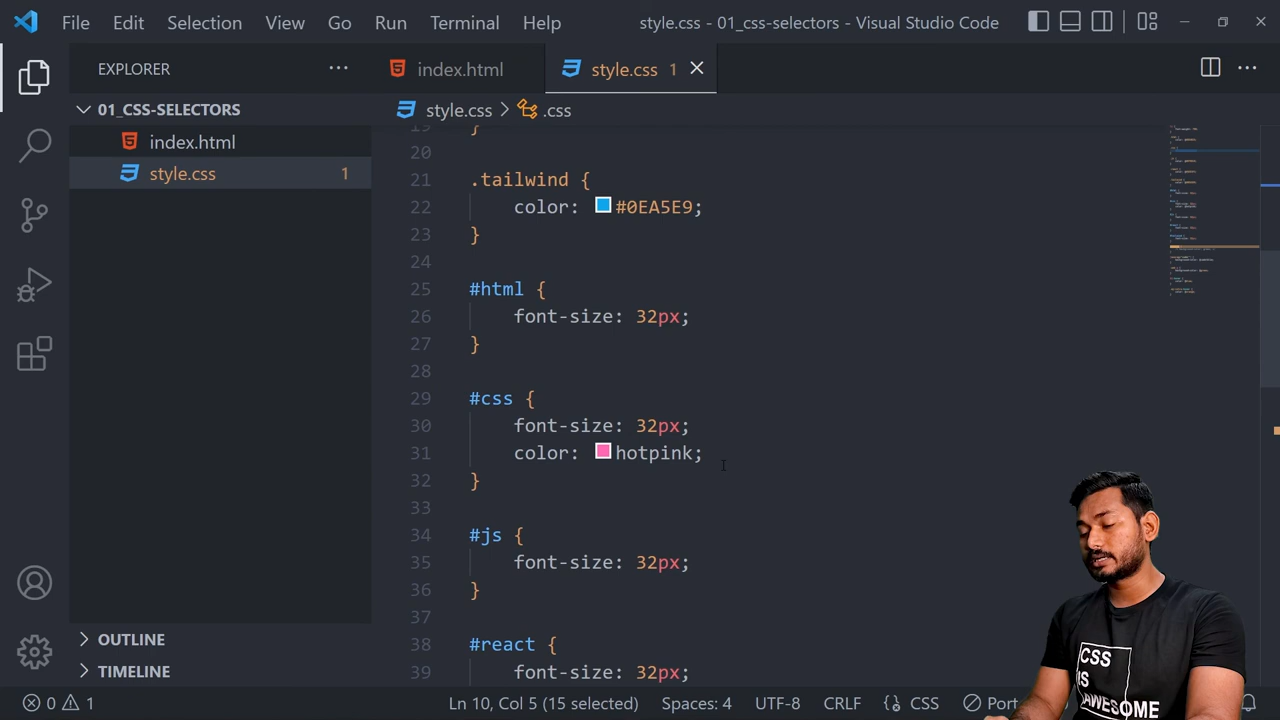 File Edit Selection View Go Run Terminal Help style.css - 01_css-selectors - Visual Studio Code
EXPLORER
index.html
style.css 1
01_CSS-SELECTORS
style.css > .css
index.html
style.css 1
19 }
20
21 .tailwind {
22 color: #0EA5E9;
23 }
24
25 #html {
26 font-size: 32px;
27 }
28
29 #css {
30 font-size: 32px;
31 color: hotpink;
32 }
33
34 #js {
35 font-size: 32px;
36 }
37
38 #react {
39 font-size: 32px;
OUTLINE
TIMELINE
CSS
IS
AWESOME
0 1 Ln 10, Col 5 (15 selected) Spaces: 4 UTF-8 CRLF CSS Port